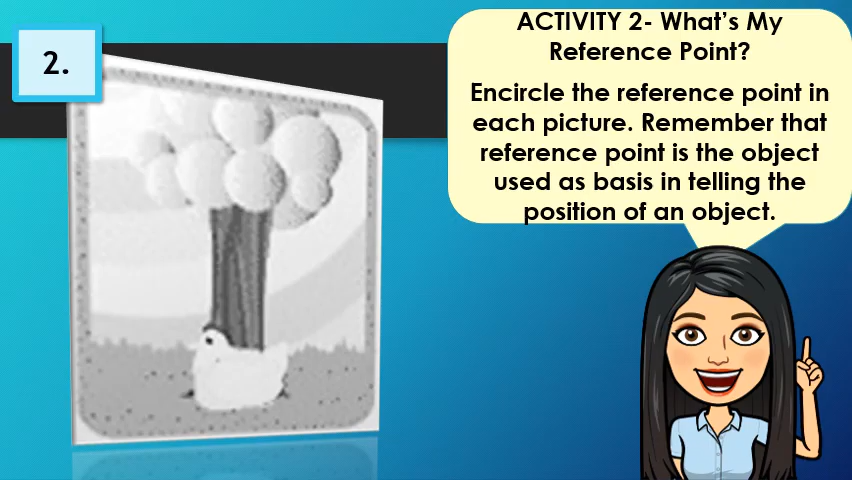 2.
ACTIVITY 2- What's My
Reference Point?
Encircle the reference point in
each picture. Remember that
reference point is the object
used as basis in telling the
position of an object.